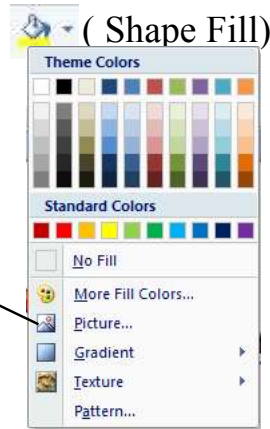 ( Shape Fill)
Theme Colors
Standard Colors
No Fill
More Fill Colors...
Picture...
Gradient
Texture
Pattern...